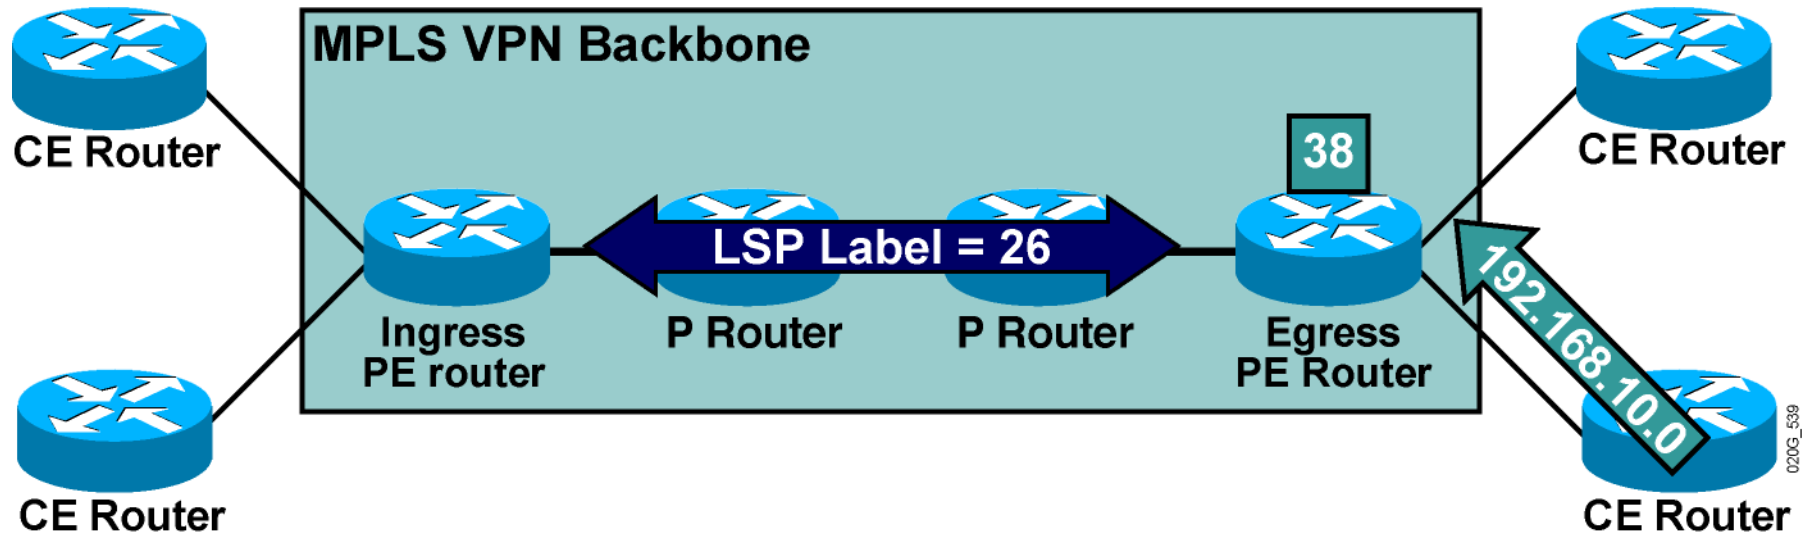 MPLS VPN Backbone
CE Router
CE Router
38
LSP Label = 26
192.168.10.0
Ingress
PE router
P Router
P Router
Egress
PE Router
CE Router
CE Router
020G_539